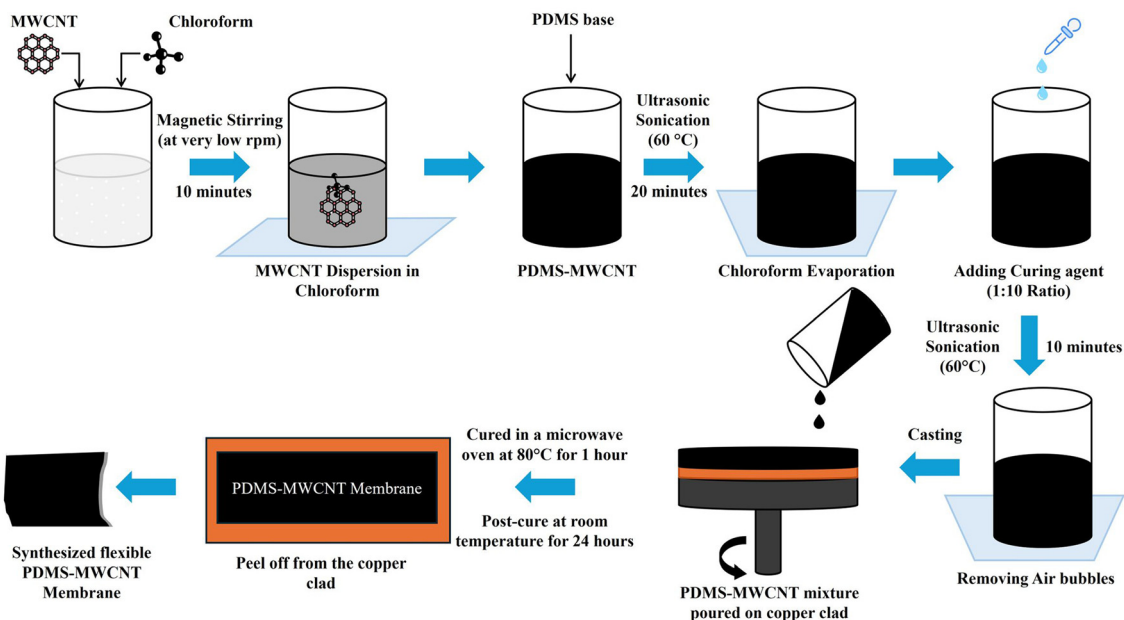 MWCNT
Chloroform
Magnetic Stirring
(at very low rpm)
10 minutes
MWCNT Dispersion in
Chloroform
PDMS base
PDMS-MWCNT
Ultrasonic
Sonication
(60 °C)
20 minutes
Chloroform Evaporation
Adding Curing agent
(1:10 Ratio)
Ultrasonic
Sonication
(60°C)
10 minutes
Removing Air bubbles
Casting
PDMS-MWCNT mixture
poured on copper clad
Cured in a microwave
oven at 80°C for 1 hour
Post-cure at room
temperature for 24 hours
PDMS-MWCNT Membrane
Peel off from the copper
clad
Synthesized flexible
PDMS-MWCNT
Membrane